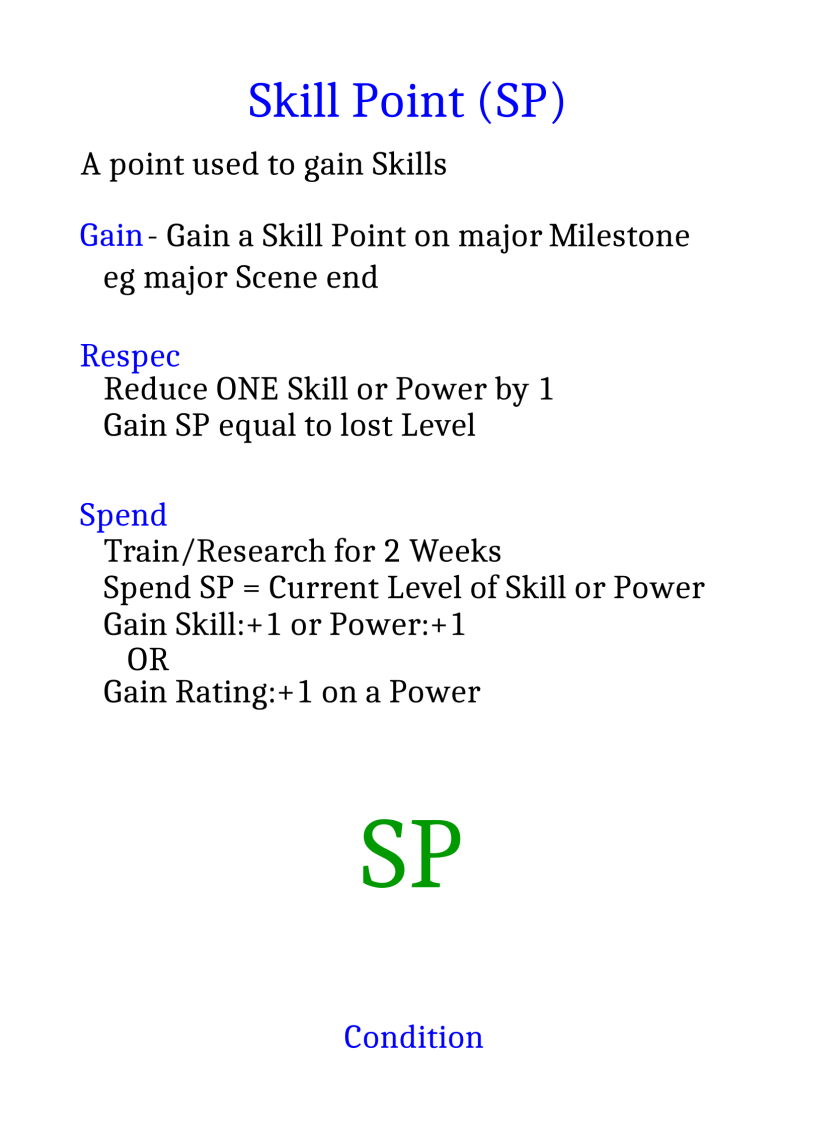 Skill Point (SP)
A point used to gain Skills
Gain - Gain a Skill Point on major Milestone
eg major Scene end
Respec
Reduce ONE Skill or Power by 1
Gain SP equal to lost Level
Spend
Train/Research for 2 Weeks
Spend SP = Current Level of Skill or Power
Gain Skill:+1 or Power:+1
OR
Gain Rating:+1 on a Power
SP
Condition